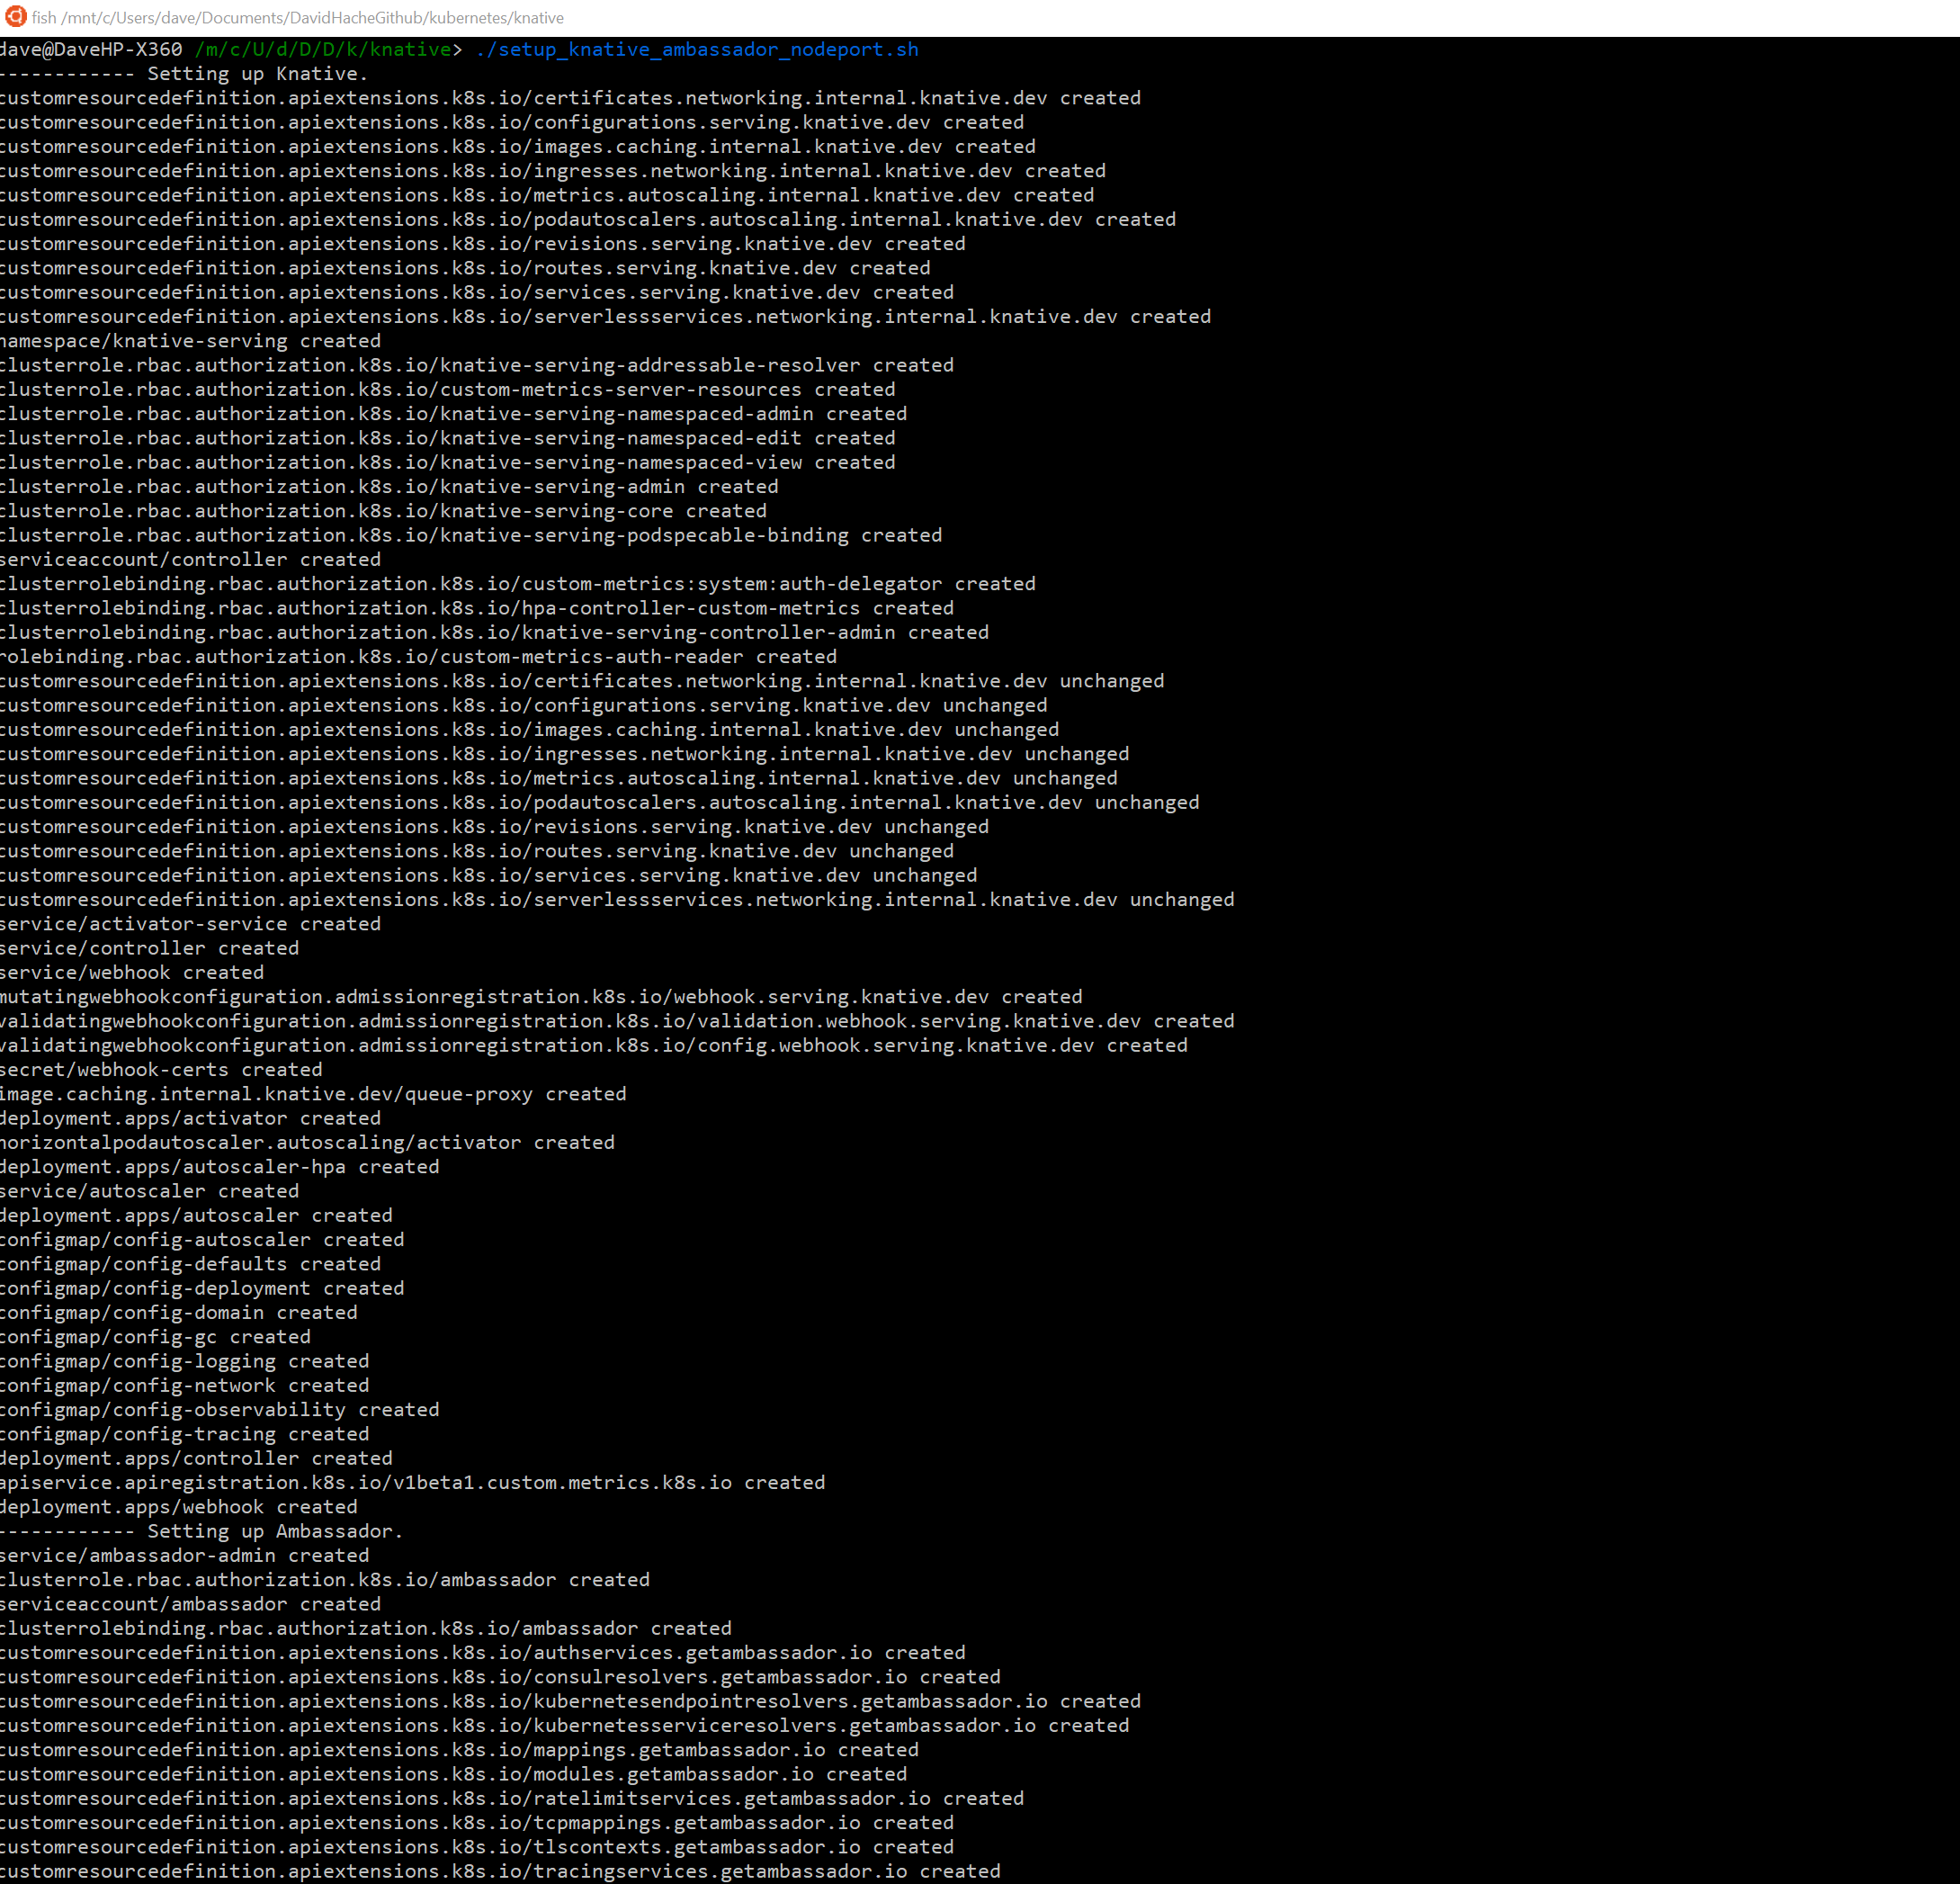 fish /mnt/c/Users/dave/Documents/DavidHacheGithub/kubernetes/knative
dave@DaveHP-X360 /m/c/U/d/D/D/k/knative> ./setup_knative_ambassador_nodeport.sh
------------ Setting up Knative.
customresourcedefinition.apiextensions.k8s.io/certificates.networking.internal.knative.dev created
customresourcedefinition.apiextensions.k8s.io/configurations.serving.knative.dev created
customresourcedefinition.apiextensions.k8s.io/images.caching.internal.knative.dev created
customresourcedefinition.apiextensions.k8s.io/ingresses.networking.internal.knative.dev created
customresourcedefinition.apiextensions.k8s.io/metrics.autoscaling.internal.knative.dev created
customresourcedefinition.apiextensions.k8s.io/podautoscalers.autoscaling.internal.knative.dev created
customresourcedefinition.apiextensions.k8s.io/revisions.serving.knative.dev created
customresourcedefinition.apiextensions.k8s.io/routes.serving.knative.dev created
customresourcedefinition.apiextensions.k8s.io/services.serving.knative.dev created
customresourcedefinition.apiextensions.k8s.io/serverlessservices.networking.internal.knative.dev created
namespace/knative-serving created
clusterrole.rbac.authorization.k8s.io/knative-serving-addressable-resolver created
clusterrole.rbac.authorization.k8s.io/custom-metrics-server-resources created
clusterrole.rbac.authorization.k8s.io/knative-serving-namespaced-admin created
clusterrole.rbac.authorization.k8s.io/knative-serving-namespaced-edit created
clusterrole.rbac.authorization.k8s.io/knative-serving-namespaced-view created
clusterrole.rbac.authorization.k8s.io/knative-serving-admin created
clusterrole.rbac.authorization.k8s.io/knative-serving-core created
clusterrole.rbac.authorization.k8s.io/knative-serving-podspecable-binding created
serviceaccount/controller created
clusterrolebinding.rbac.authorization.k8s.io/custom-metrics:system:auth-delegator created
clusterrolebinding.rbac.authorization.k8s.io/hpa-controller-custom-metrics created
clusterrolebinding.rbac.authorization.k8s.io/knative-serving-controller-admin created
rolebinding.rbac.authorization.k8s.io/custom-metrics-auth-reader created
customresourcedefinition.apiextensions.k8s.io/certificates.networking.internal.knative.dev unchanged
customresourcedefinition.apiextensions.k8s.io/configurations.serving.knative.dev unchanged
customresourcedefinition.apiextensions.k8s.io/images.caching.internal.knative.dev unchanged
customresourcedefinition.apiextensions.k8s.io/ingresses.networking.internal.knative.dev unchanged
customresourcedefinition.apiextensions.k8s.io/metrics.autoscaling.internal.knative.dev unchanged
customresourcedefinition.apiextensions.k8s.io/podautoscalers.autoscaling.internal.knative.dev unchanged
customresourcedefinition.apiextensions.k8s.io/revisions.serving.knative.dev unchanged
customresourcedefinition.apiextensions.k8s.io/routes.serving.knative.dev unchanged
customresourcedefinition.apiextensions.k8s.io/services.serving.knative.dev unchanged
customresourcedefinition.apiextensions.k8s.io/serverlessservices.networking.internal.knative.dev unchanged
service/activator-service created
service/controller created
service/webhook created
mutatingwebhookconfiguration.admissionregistration.k8s.io/webhook.serving.knative.dev created
validatingwebhookconfiguration.admissionregistration.k8s.io/validation.webhook.serving.knative.dev created
validatingwebhookconfiguration.admissionregistration.k8s.io/config.webhook.serving.knative.dev created
secret/webhook-certs created
image.caching.internal.knative.dev/queue-proxy created
deployment.apps/activator created
horizontalpodautoscaler.autoscaling/activator created
deployment.apps/autoscaler-hpa created
service/autoscaler created
deployment.apps/autoscaler created
configmap/config-autoscaler created
configmap/config-defaults created
configmap/config-deployment created
configmap/config-domain created
configmap/config-gc created
configmap/config-logging created
configmap/config-network created
configmap/config-observability created
configmap/config-tracing created
deployment.apps/controller created
apiservice.apiregistration.k8s.io/v1beta1.custom.metrics.k8s.io created
deployment.apps/webhook created
------------ Setting up Ambassador.
service/ambassador-admin created
clusterrole.rbac.authorization.k8s.io/ambassador created
serviceaccount/ambassador created
clusterrolebinding.rbac.authorization.k8s.io/ambassador created
customresourcedefinition.apiextensions.k8s.io/authservices.getambassador.io created
customresourcedefinition.apiextensions.k8s.io/consulresolvers.getambassador.io created
customresourcedefinition.apiextensions.k8s.io/kubernetesendpointresolvers.getambassador.io created
customresourcedefinition.apiextensions.k8s.io/kubernetesserviceresolvers.getambassador.io created
customresourcedefinition.apiextensions.k8s.io/mappings.getambassador.io created
customresourcedefinition.apiextensions.k8s.io/modules.getambassador.io created
customresourcedefinition.apiextensions.k8s.io/ratelimitservices.getambassador.io created
customresourcedefinition.apiextensions.k8s.io/tcpmappings.getambassador.io created
customresourcedefinition.apiextensions.k8s.io/tlscontexts.getambassador.io created
customresourcedefinition.apiextensions.k8s.io/tracingservices.getambassador.io created